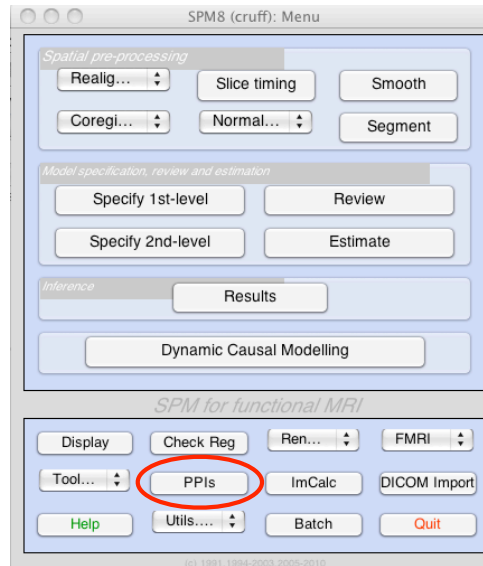 SPM8 (cruff): Menu
Spatial pre-processing
Realig... Slice timing Smooth
Coregi... Normal... Segment
Model specification, review and estimation
Specify 1st-level Review
Specify 2nd-level Estimate
Inference
Results
Dynamic Causal Modelling
SPM for functional MRI
Display Check Reg Ren... FMRI
Tool... PPIs ImCalc DICOM Import
Help Utils.... Batch Quit
(c) 1991,1994-2003,2005-2010